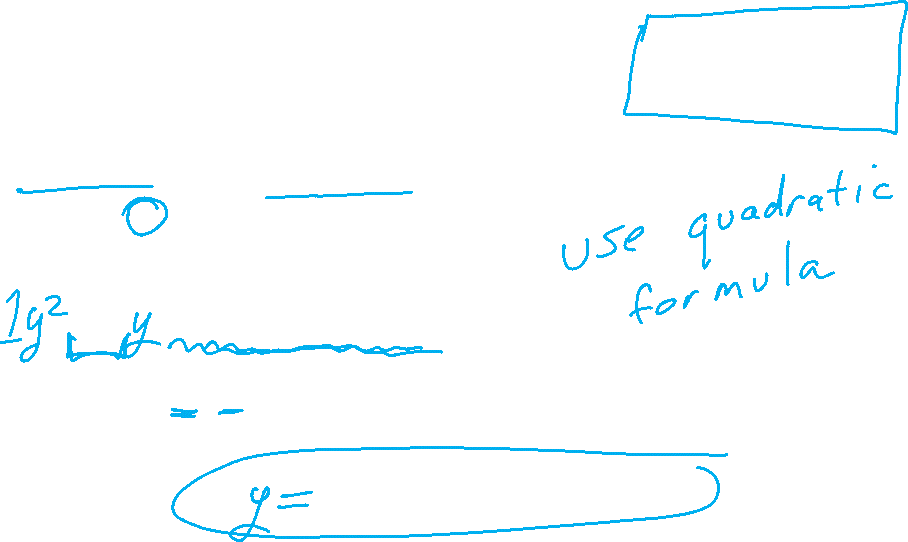 use quadratic
formula
1y²
y
= -
y =